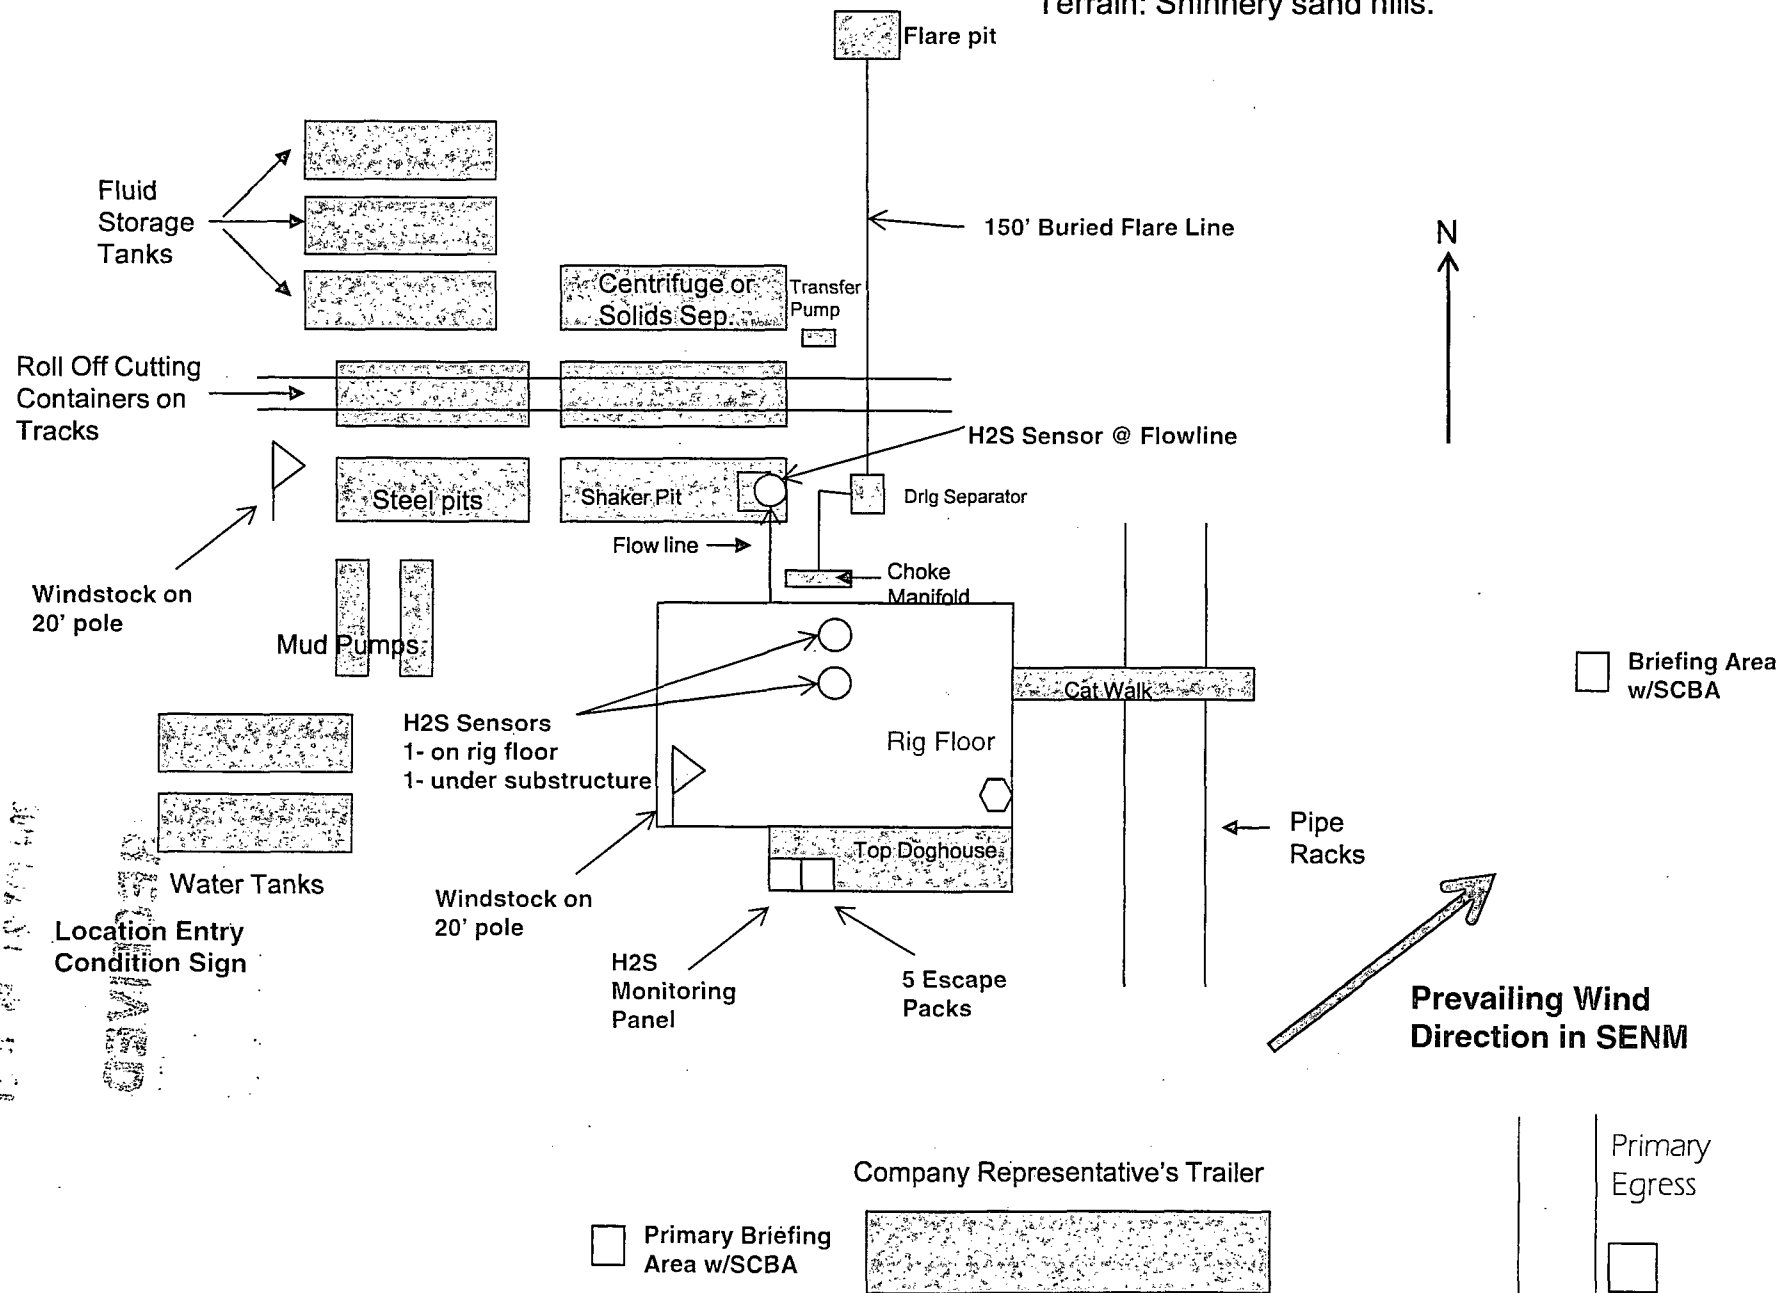 Terrain: Shinnery sand hills.
Flare pit
Fluid
Storage
Tanks
150' Buried Flare Line
N
Centrifuge or
Solids Sep.
Transfer
Pump
Roll Off Cutting
Containers on
Tracks
H2S Sensor @ Flowline
Steel pits
Shaker Pit
Drlg Separator
Flow line
Choke
Manifold
Windstock on
20' pole
Mud Pumps
Briefing Area
w/SCBA
Cat Walk
H2S Sensors
1- on rig floor
1- under substructure
Rig Floor
Pipe
Racks
Top Doghouse
Water Tanks
Windstock on
20' pole
Location Entry
Condition Sign
RECEIVED
H2S
Monitoring
Panel
5 Escape
Packs
Prevailing Wind
Direction in SENM
Primary
Egress
Company Representative's Trailer
Primary Briefing
Area w/SCBA